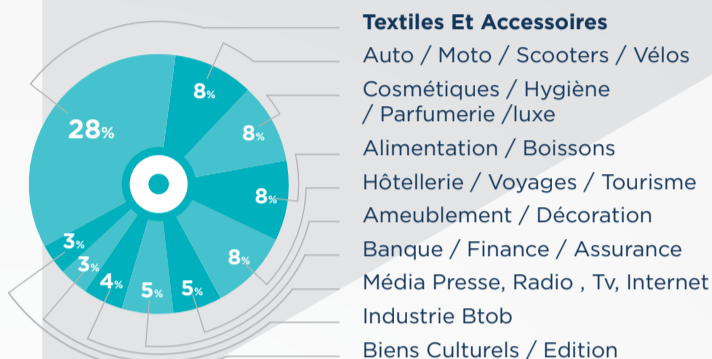 Textiles Et Accessoires
Auto / Moto / Scooters / Vélos
Cosmétiques / Hygiène
/ Parfumerie /luxe
Alimentation / Boissons
Hôtellerie / Voyages / Tourisme
Ameublement / Décoration
Banque / Finance / Assurance
Média Presse, Radio , Tv, Internet
Industrie Btob
Biens Culturels / Edition
28%
8%
8%
8%
8%
5%
5%
4%
3%
3%